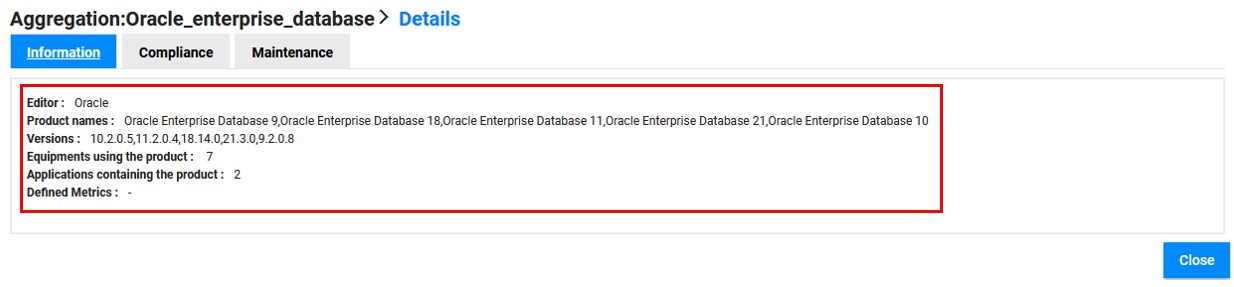 Aggregation:Oracle_enterprise_database > Details
Information Compliance Maintenance
Editor : Oracle
Product names : Oracle Enterprise Database 9,Oracle Enterprise Database 18,Oracle Enterprise Database 11,Oracle Enterprise Database 21,Oracle Enterprise Database 10
Versions : 10.2.0.5,11.2.0.4,18.14.0,21.3.0,9.2.0.8
Equipments using the product : 7
Applications containing the product : 2
Defined Metrics : -
Close